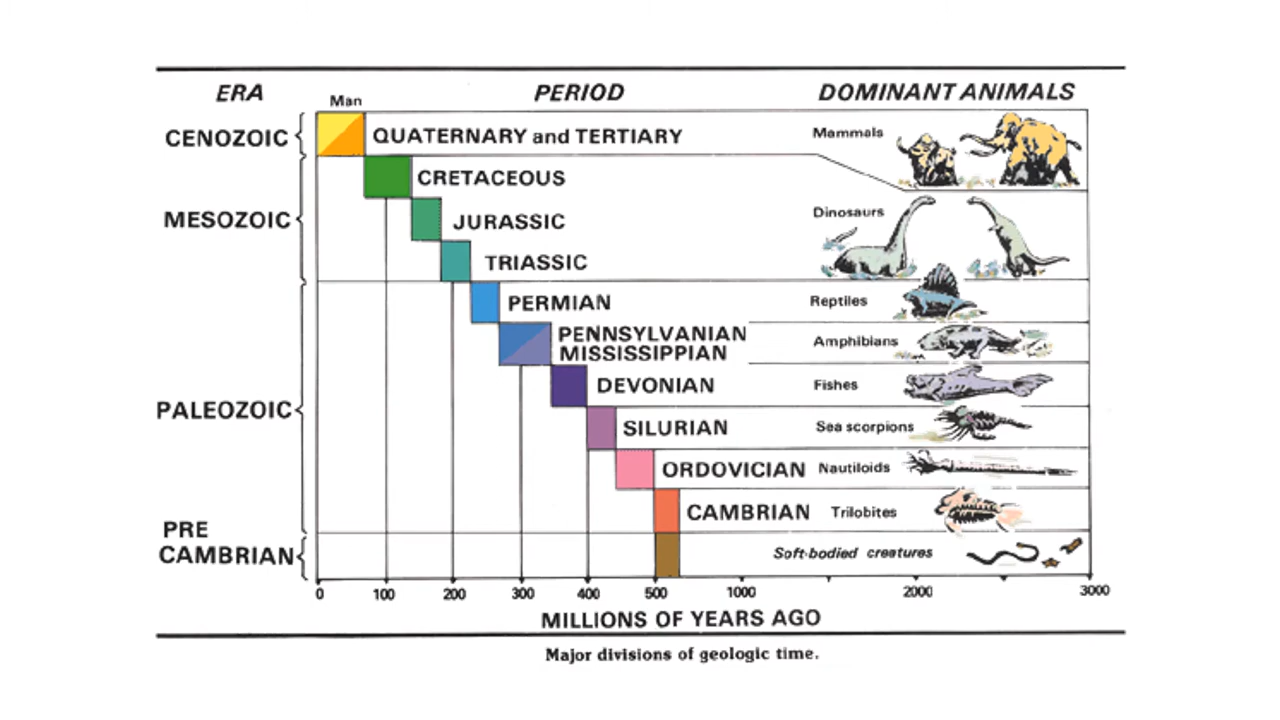 ERA PERIOD DOMINANT ANIMALS
Man
CENOZOIC QUATERNARY and TERTIARY Mammals
CRETACEOUS
MESOZOIC JURASSIC Dinosaurs
TRIASSIC
PERMIAN Reptiles
PENNSYLVANIAN
MISSISSIPPIAN Amphibians
DEVONIAN Fishes
PALEOZOIC
SILURIAN Sea scorpions
ORDOVICIAN Nautiloids
CAMBRIAN Trilobites
PRE
CAMBRIAN Soft-bodied creatures
0 100 200 300 400 500 1000 2000 3000
MILLIONS OF YEARS AGO
Major divisions of geologic time.